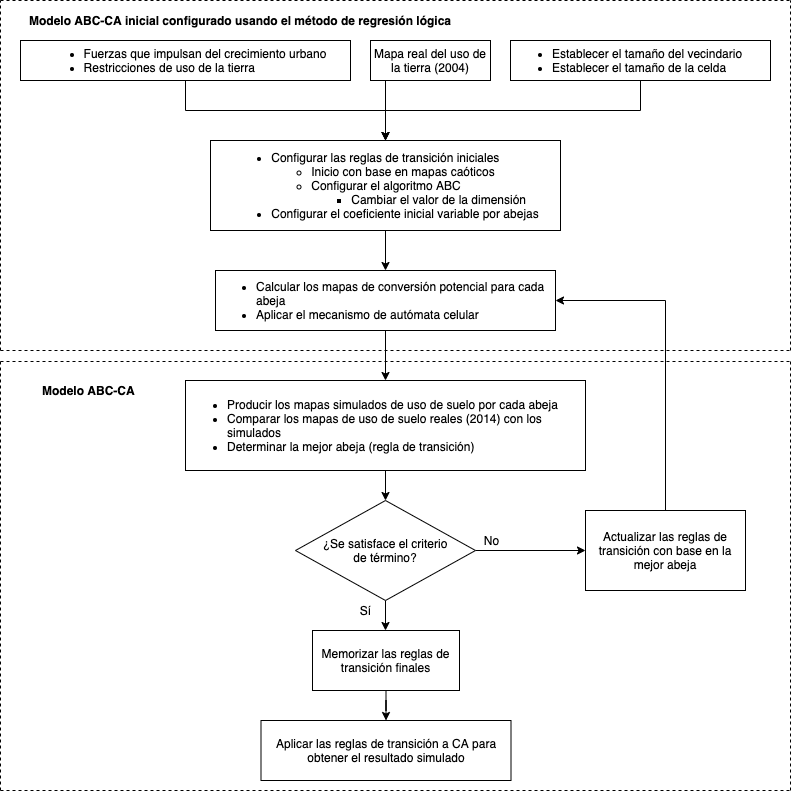 Modelo ABC-CA inicial configurado usando el método de regresión lógica
• Fuerzas que impulsan del crecimiento urbano
• Restricciones de uso de la tierra
Mapa real del uso de
la tierra (2004)
• Establecer el tamaño del vecindario
• Establecer el tamaño de la celda
• Configurar las reglas de transición iniciales
◦ Inicio con base en mapas caóticos
◦ Configurar el algoritmo ABC
▪ Cambiar el valor de la dimensión
• Configurar el coeficiente inicial variable por abejas
• Calcular los mapas de conversión potencial para cada
abeja
• Aplicar el mecanismo de autómata celular
Modelo ABC-CA
• Producir los mapas simulados de uso de suelo por cada abeja
• Comparar los mapas de uso de suelo reales (2014) con los
simulados
• Determinar la mejor abeja (regla de transición)
¿Se satisface el criterio
de término?
No
Actualizar las reglas de
transición con base en la
mejor abeja
Sí
Memorizar las reglas de
transición finales
Aplicar las reglas de transición a CA para
obtener el resultado simulado